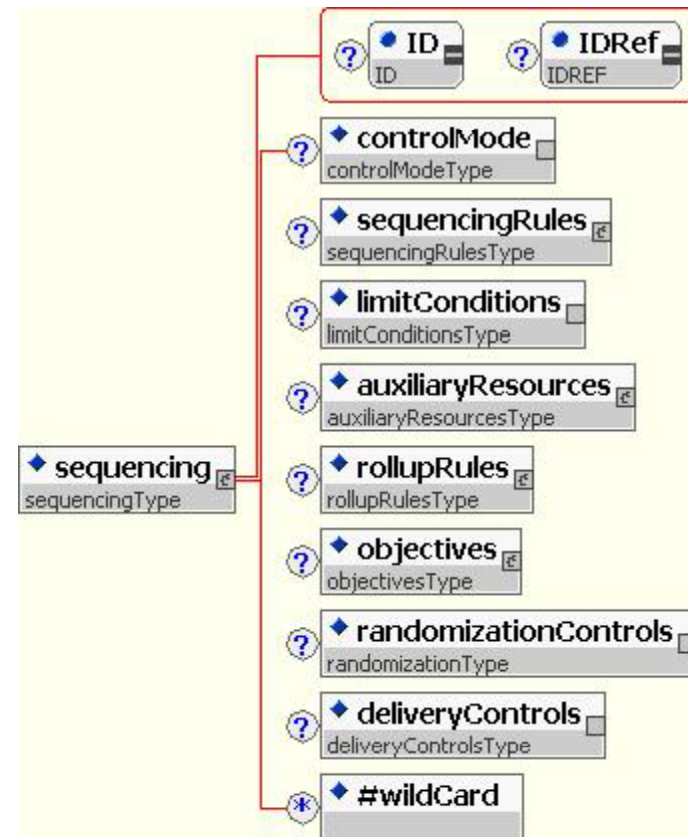 ? ID ? IDRef
ID IDREF
? controlMode
controlModeType
? sequencingRules
sequencingRulesType
? limitConditions
limitConditionsType
? auxiliaryResources
auxiliaryResourcesType
sequencing
sequencingType
? rollupRules
rollupRulesType
? objectives
objectivesType
? randomizationControls
randomizationType
? deliveryControls
deliveryControlsType
* #wildCard